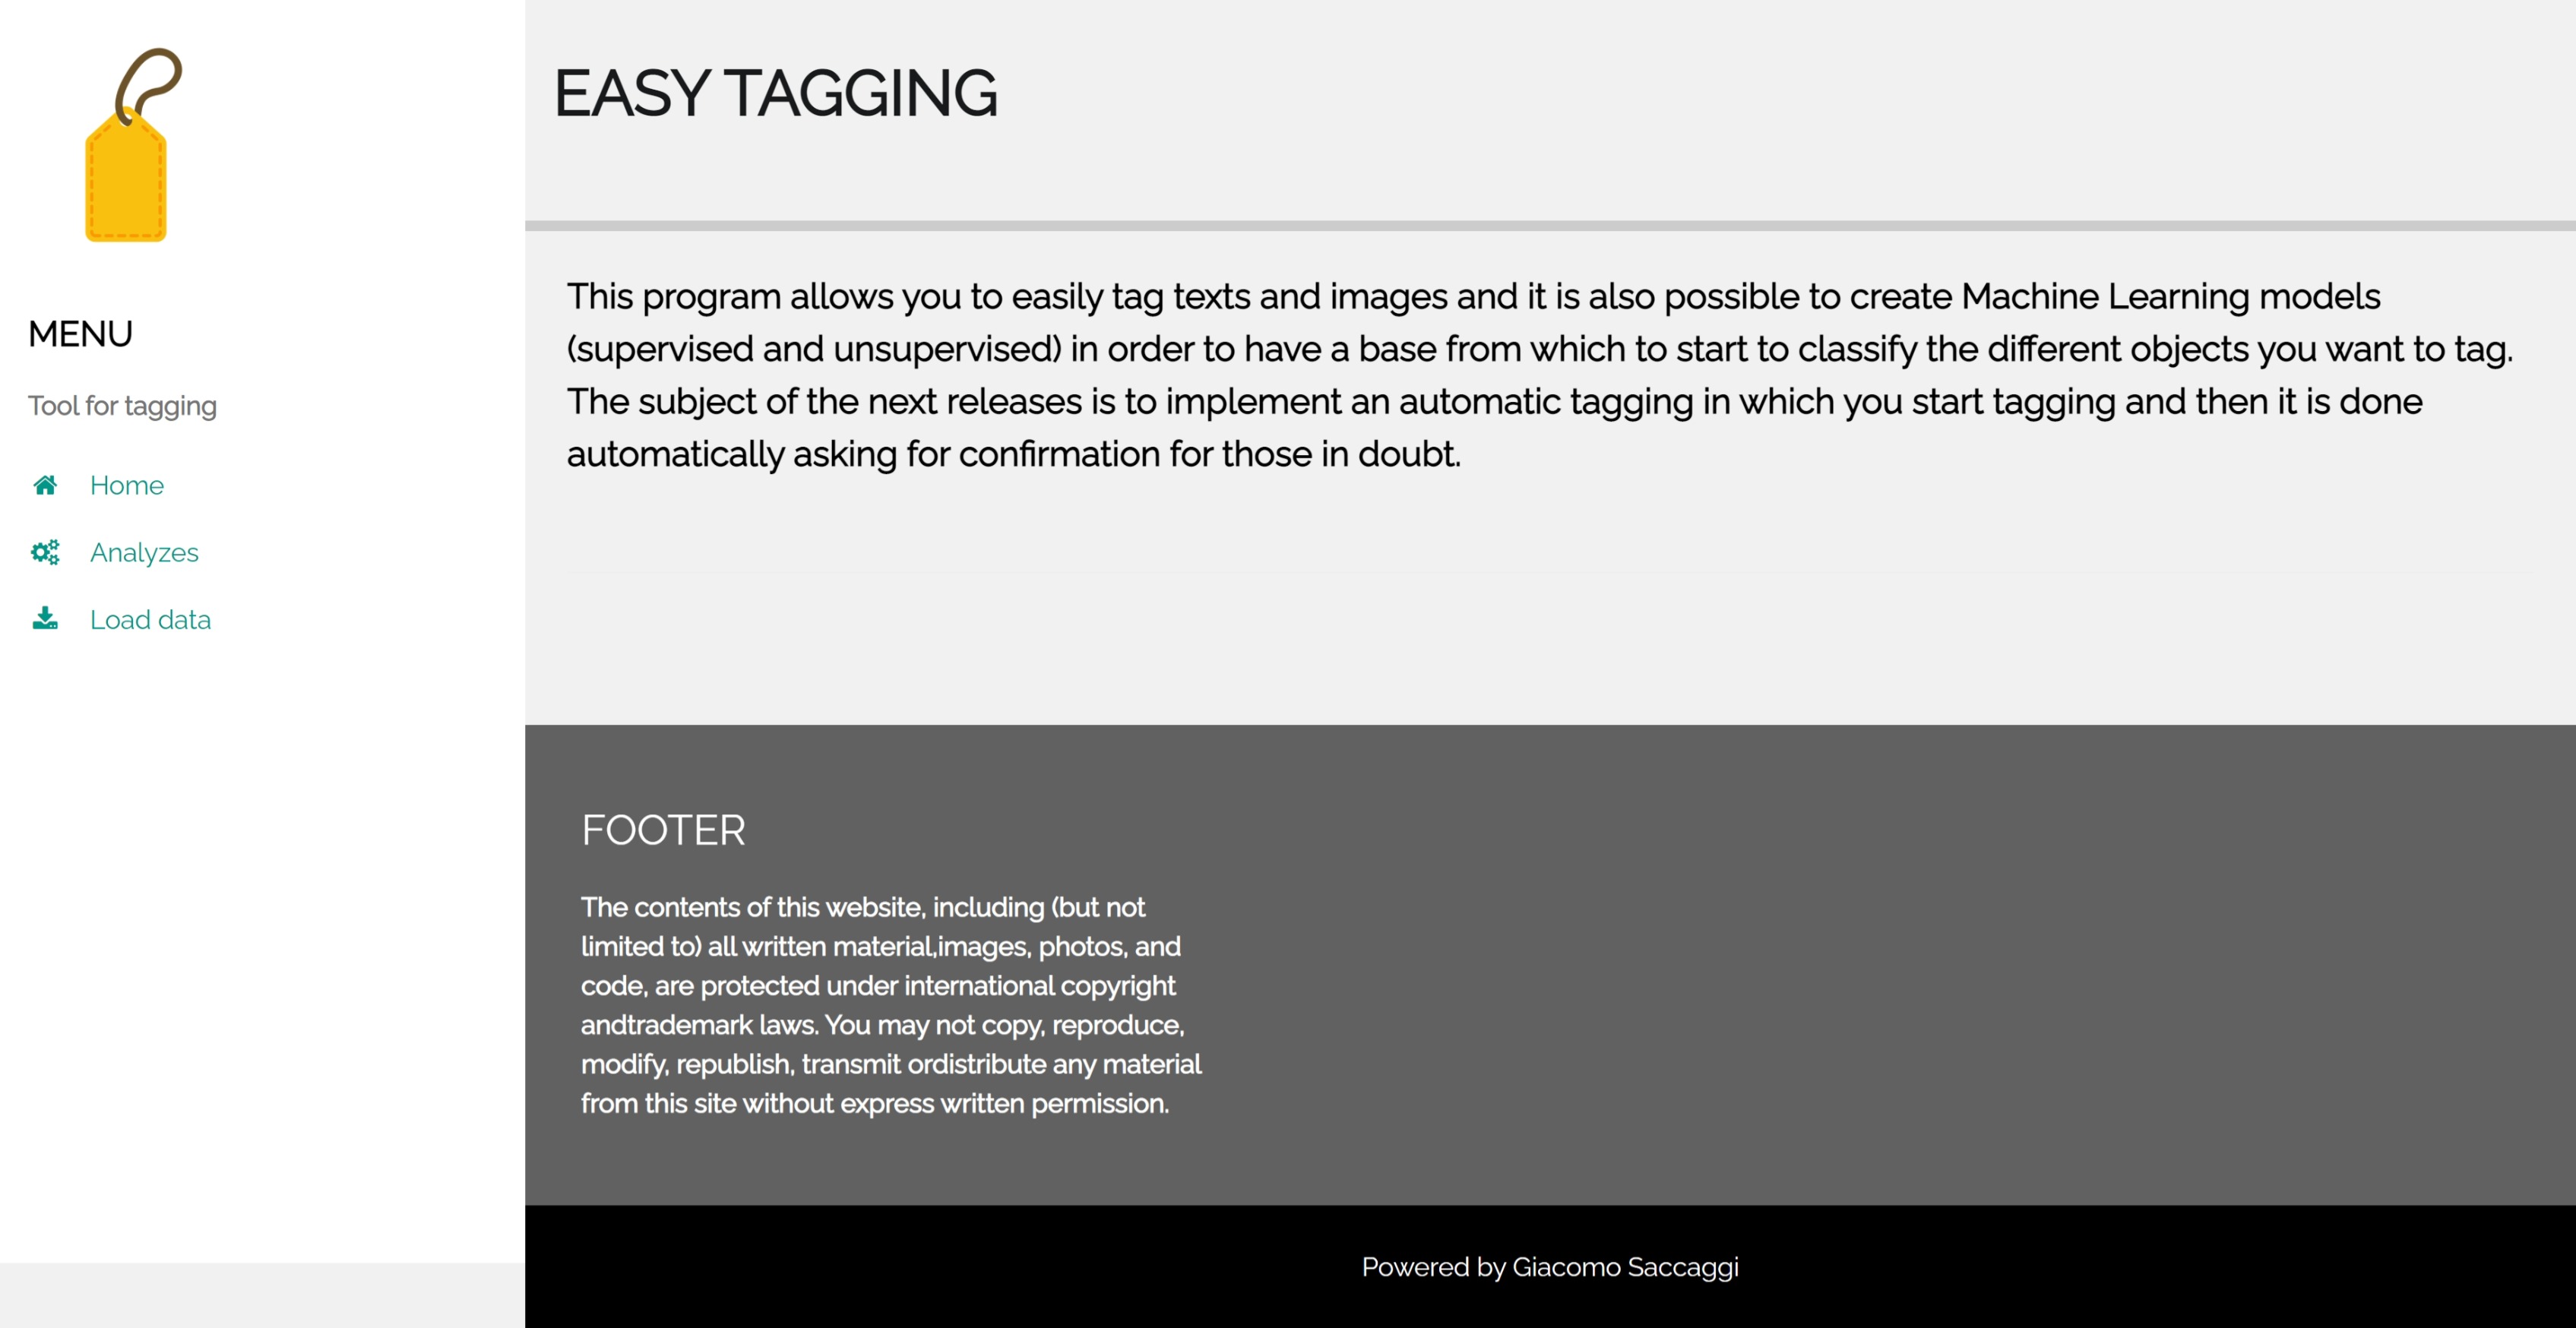 MENU
Tool for tagging
Home
Analyzes
Load data
EASY TAGGING
This program allows you to easily tag texts and images and it is also possible to create Machine Learning models
(supervised and unsupervised) in order to have a base from which to start to classify the different objects you want to tag.
The subject of the next releases is to implement an automatic tagging in which you start tagging and then it is done
automatically asking for confirmation for those in doubt.
FOOTER
The contents of this website, including (but not
limited to) all written material,images, photos, and
code, are protected under international copyright
andtrademark laws. You may not copy, reproduce,
modify, republish, transmit ordistribute any material
from this site without express written permission.
Powered by Giacomo Saccaggi